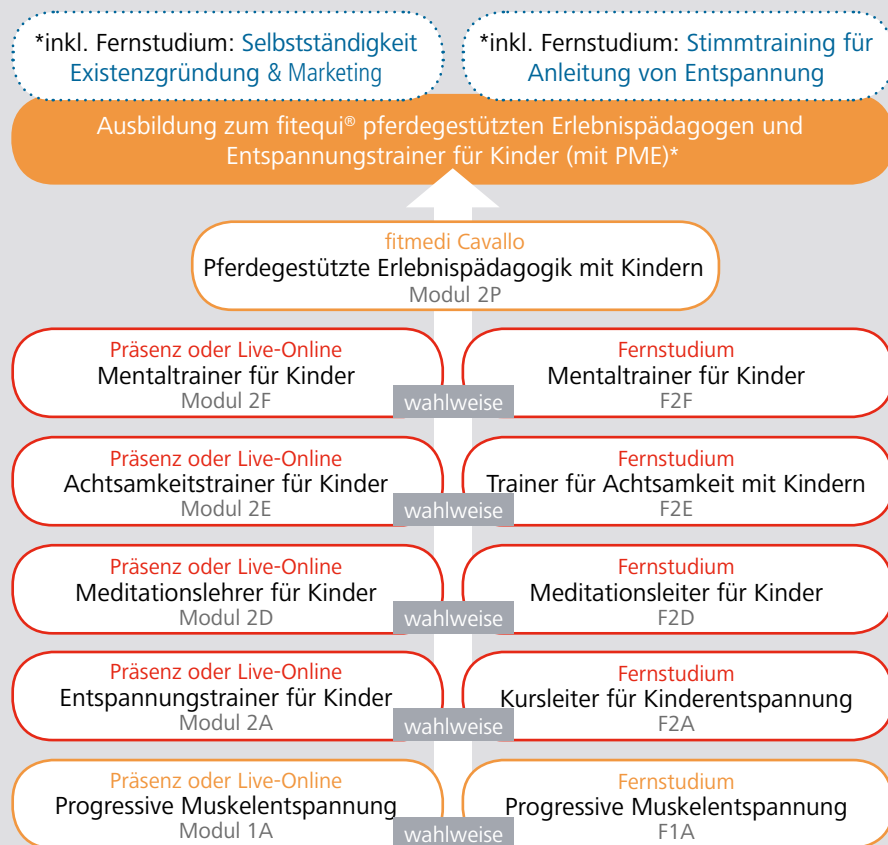 *inkl. Fernstudium: Selbstständigkeit
Existenzgründung & Marketing
*inkl. Fernstudium: Stimmtraining für
Anleitung von Entspannung
Ausbildung zum fitequi® pferdegestützten Erlebnispädagogen und
Entspannungstrainer für Kinder (mit PME)*
fitmedi Cavallo
Pferdegestützte Erlebnispädagogik mit Kindern
Modul 2P
Präsenz oder Live-Online
Mentaltrainer für Kinder
Modul 2F
wahlweise
Fernstudium
Mentaltrainer für Kinder
F2F
Präsenz oder Live-Online
Achtsamkeitstrainer für Kinder
Modul 2E
wahlweise
Fernstudium
Trainer für Achtsamkeit mit Kindern
F2E
Präsenz oder Live-Online
Meditationslehrer für Kinder
Modul 2D
wahlweise
Fernstudium
Meditationsleiter für Kinder
F2D
Präsenz oder Live-Online
Entspannungstrainer für Kinder
Modul 2A
wahlweise
Fernstudium
Kursleiter für Kinderentspannung
F2A
Präsenz oder Live-Online
Progressive Muskelentspannung
Modul 1A
wahlweise
Fernstudium
Progressive Muskelentspannung
F1A